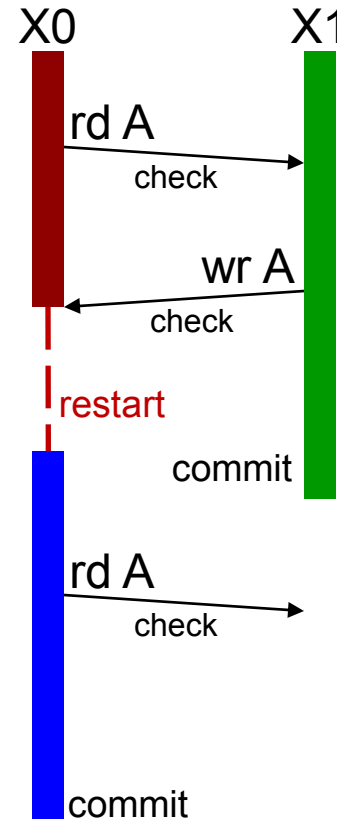 X0 X1
rd A
check
wr A
check
restart
commit
rd A
check
commit